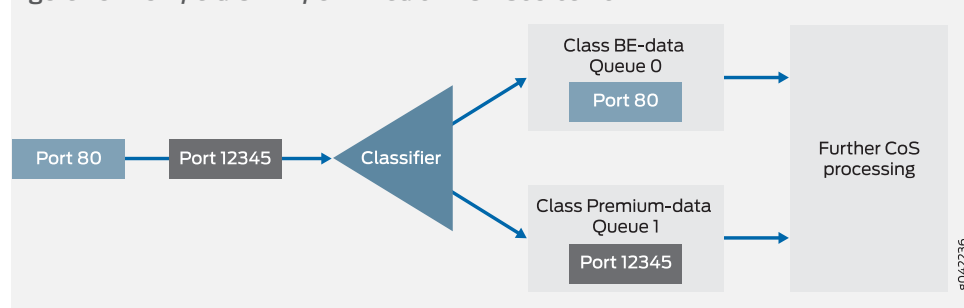 Class BE-data
Queue 0
Port 80
Port 80
Port 12345
Classifier
Further CoS
processing
Class Premium-data
Queue 1
Port 12345
g042236